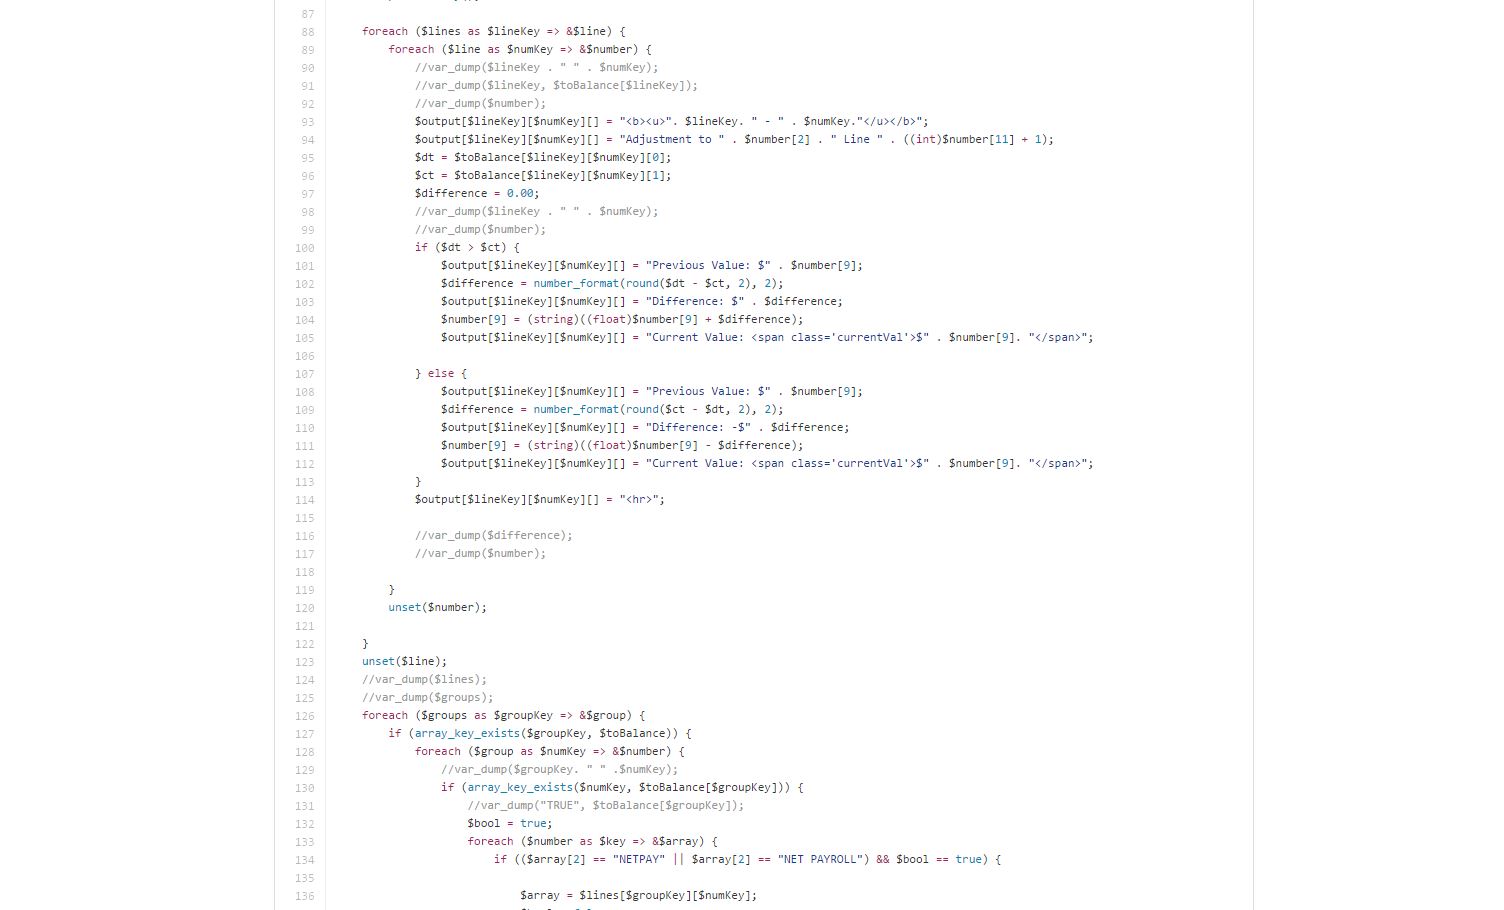 87
88 foreach ($lines as $lineKey => &$line) {
89 foreach ($line as $numKey => &$number) {
90 //var_dump($lineKey . " " . $numKey);
91 //var_dump($lineKey, $toBalance[$lineKey]);
92 //var_dump($number);
93 $output[$lineKey][$numKey][] = "<b><u>". $lineKey. " - " . $numKey."</u></b>";
94 $output[$lineKey][$numKey][] = "Adjustment to " . $number[2] . " Line " . ((int)$number[11] + 1);
95 $dt = $toBalance[$lineKey][$numKey][0];
96 $ct = $toBalance[$lineKey][$numKey][1];
97 $difference = 0.00;
98 //var_dump($lineKey . " " . $numKey);
99 //var_dump($number);
100 if ($dt > $ct) {
101 $output[$lineKey][$numKey][] = "Previous Value: $" . $number[9];
102 $difference = number_format(round($dt - $ct, 2), 2);
103 $output[$lineKey][$numKey][] = "Difference: $" . $difference;
104 $number[9] = (string)((float)$number[9] + $difference);
105 $output[$lineKey][$numKey][] = "Current Value: <span class='currentVal'>$" . $number[9]. "</span>";
106
107 } else {
108 $output[$lineKey][$numKey][] = "Previous Value: $" . $number[9];
109 $difference = number_format(round($ct - $dt, 2), 2);
110 $output[$lineKey][$numKey][] = "Difference: -$" . $difference;
111 $number[9] = (string)((float)$number[9] - $difference);
112 $output[$lineKey][$numKey][] = "Current Value: <span class='currentVal'>$" . $number[9]. "</span>";
113 }
114 $output[$lineKey][$numKey][] = "<hr>";
115
116 //var_dump($difference);
117 //var_dump($number);
118
119 }
120 unset($number);
121
122 }
123 unset($line);
124 //var_dump($lines);
125 //var_dump($groups);
126 foreach ($groups as $groupKey => &$group) {
127 if (array_key_exists($groupKey, $toBalance)) {
128 foreach ($group as $numKey => &$number) {
129 //var_dump($groupKey. " " .$numKey);
130 if (array_key_exists($numKey, $toBalance[$groupKey])) {
131 //var_dump("TRUE", $toBalance[$groupKey]);
132 $bool = true;
133 foreach ($number as $key => &$array) {
134 if (($array[2] == "NETPAY" || $array[2] == "NET PAYROLL") && $bool == true) {
135
136 $array = $lines[$groupKey][$numKey];